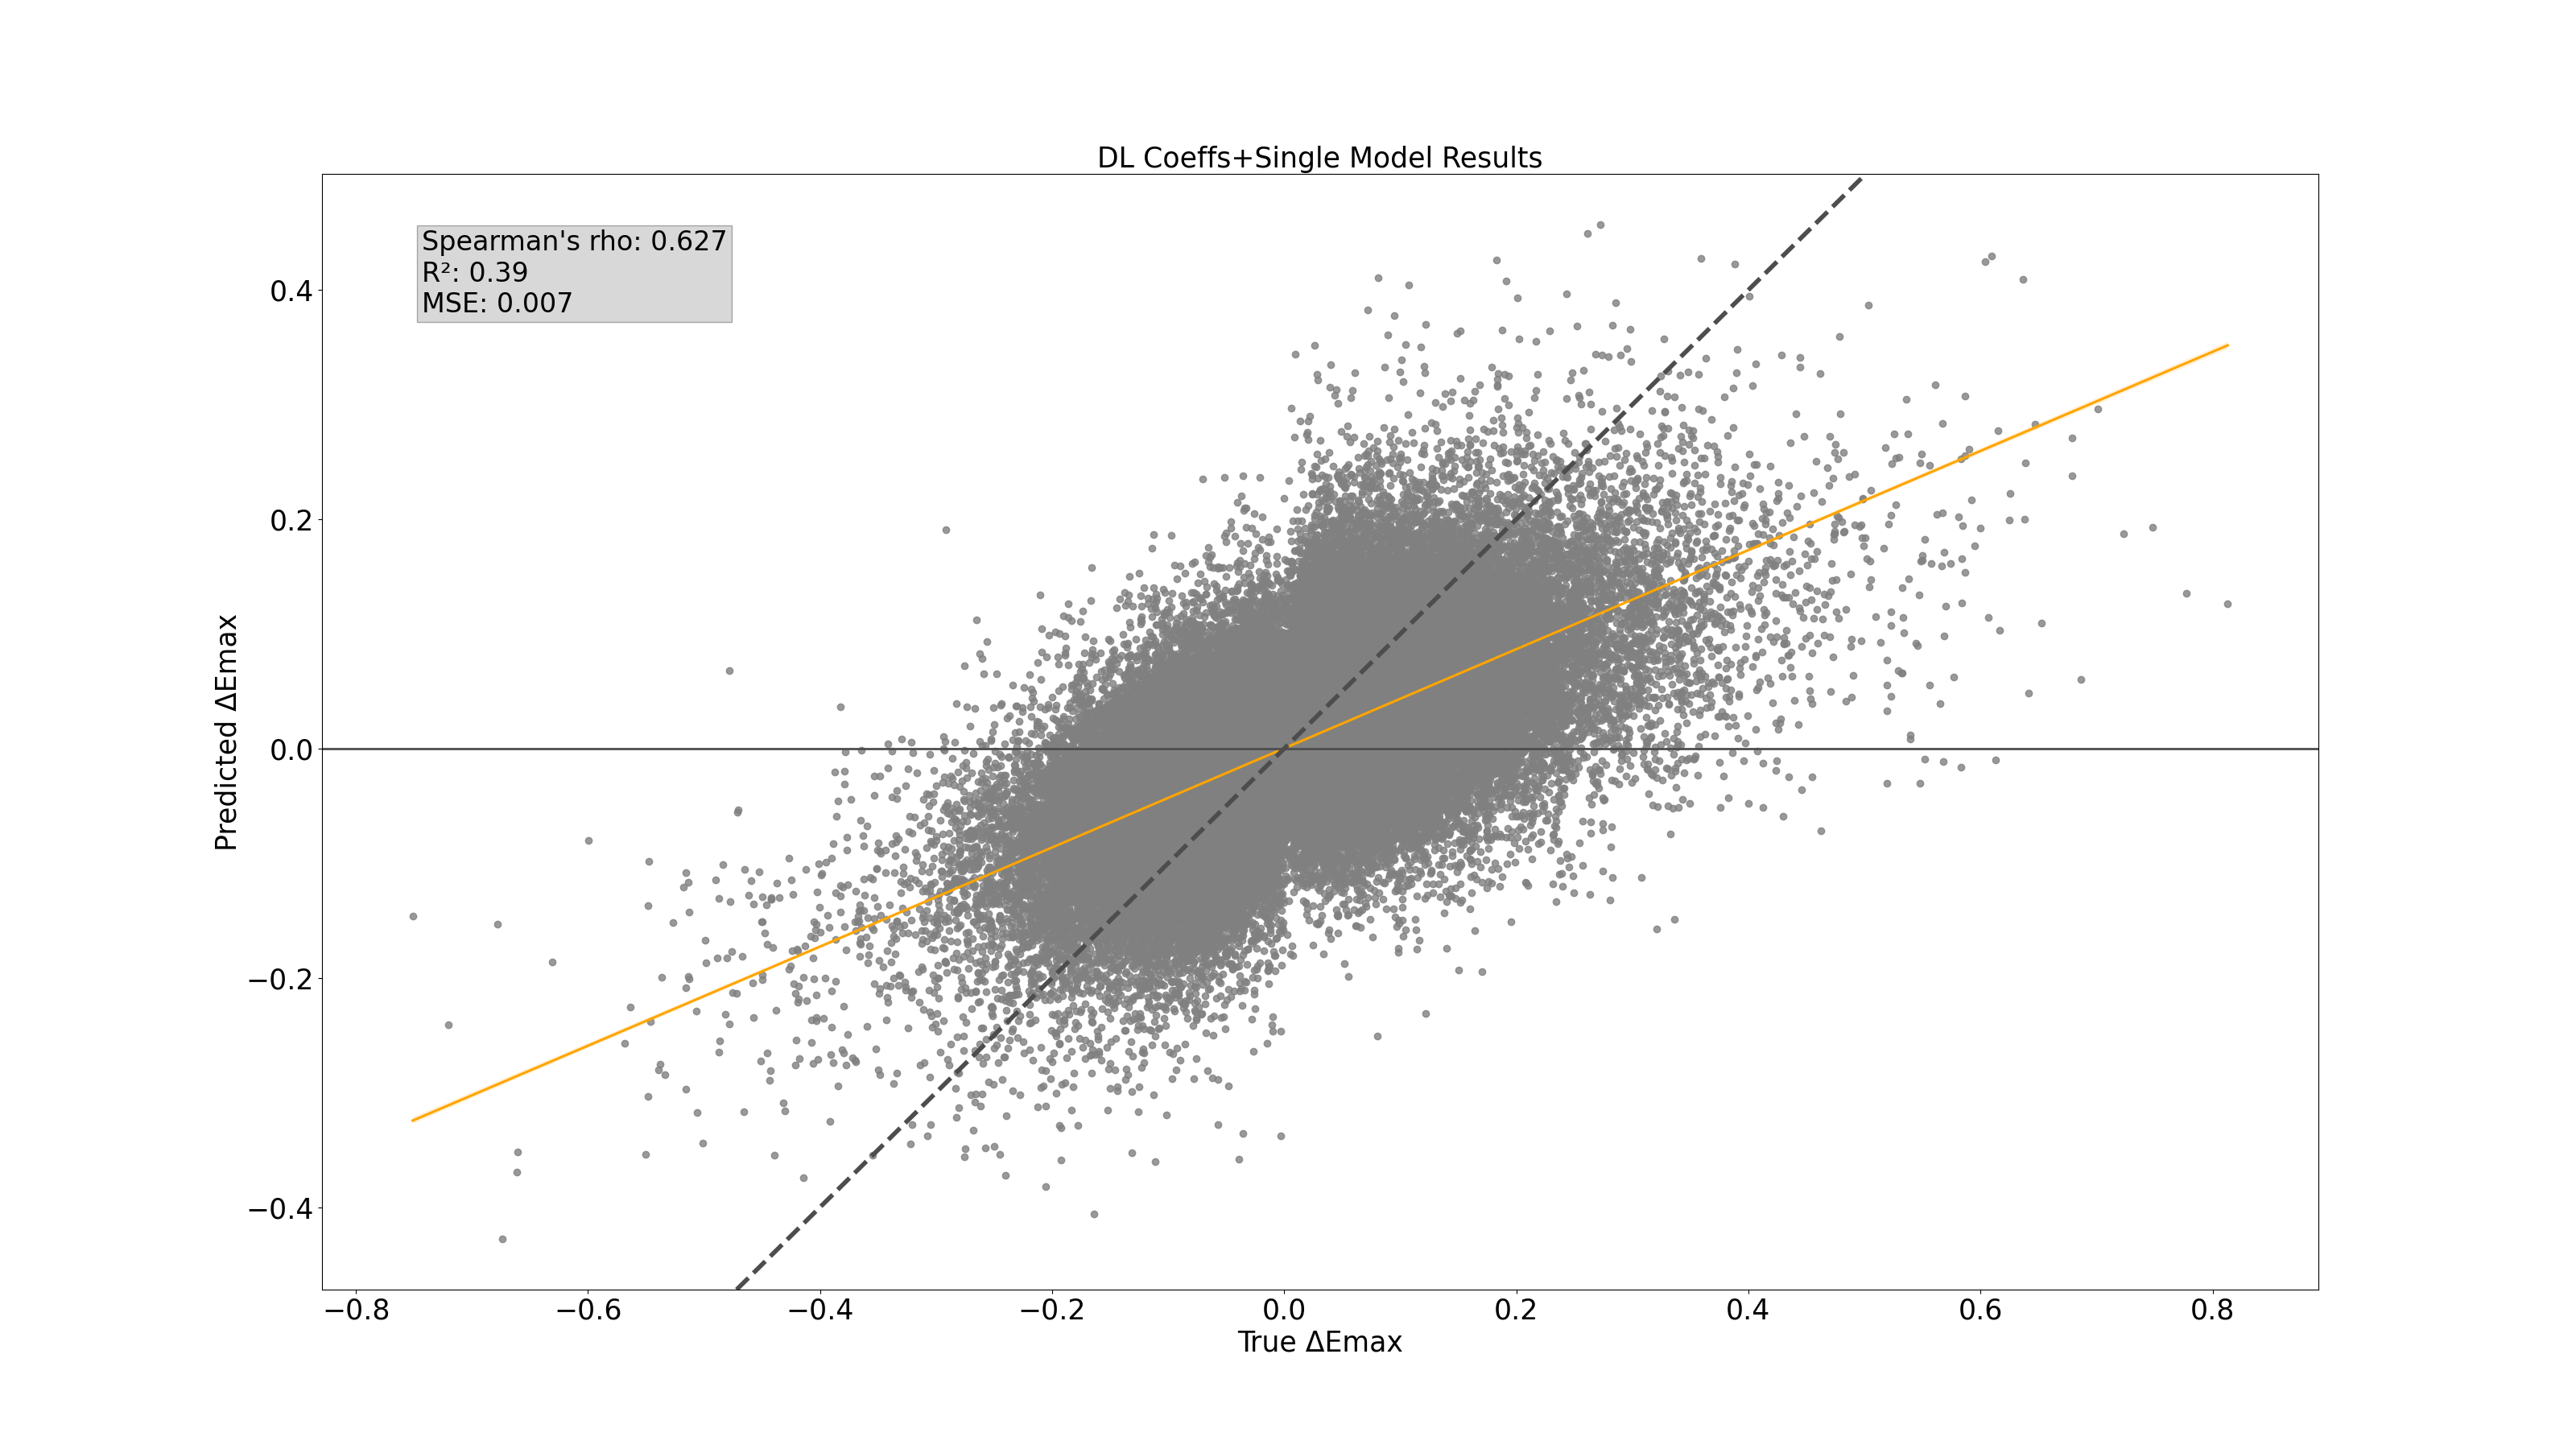 DL Coeffs+Single Model Results
Spearman's rho: 0.627
R²: 0.39
MSE: 0.007
0.4
0.2
0.0
−0.2
−0.4
Predicted ΔEmax
−0.8 −0.6 −0.4 −0.2 0.0 0.2 0.4 0.6 0.8
True ΔEmax